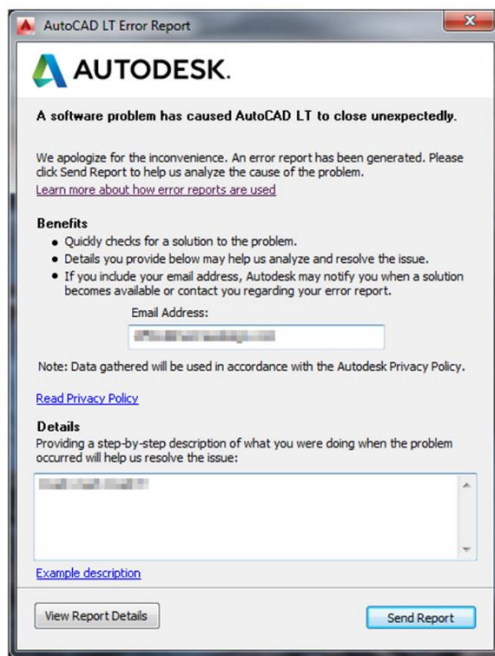 AutoCAD LT Error Report
AUTODESK.
A software problem has caused AutoCAD LT to close unexpectedly.
We apologize for the inconvenience. An error report has been generated. Please
click Send Report to help us analyze the cause of the problem.
Learn more about how error reports are used
Benefits
• Quickly checks for a solution to the problem.
• Details you provide below may help us analyze and resolve the issue.
• If you include your email address, Autodesk may notify you when a solution
becomes available or contact you regarding your error report.
Email Address:
Note: Data gathered will be used in accordance with the Autodesk Privacy Policy.
Read Privacy Policy
Details
Providing a step-by-step description of what you were doing when the problem
occurred will help us resolve the issue:
Example description
View Report Details
Send Report